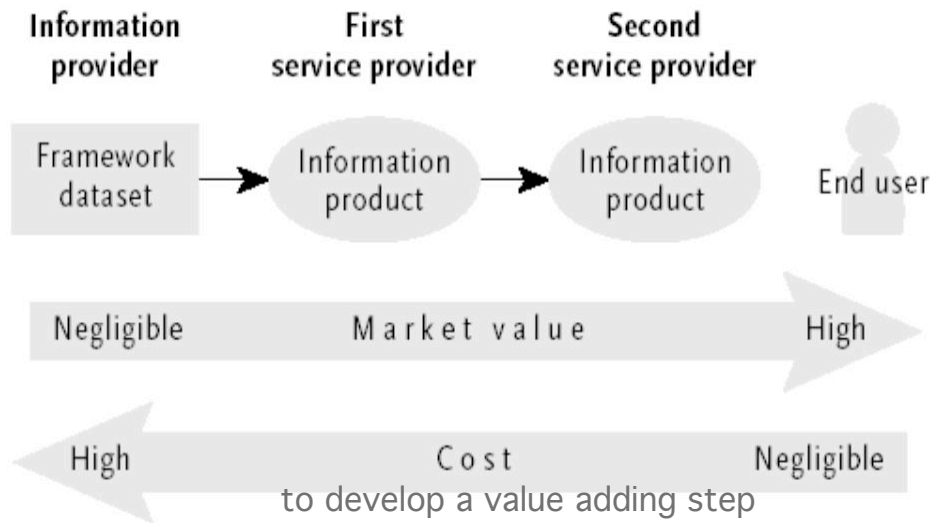 Information provider
First service provider
Second service provider
Framework dataset
Information product
Information product
End user
Negligible Market value High
High Cost Negligible
to develop a value adding step